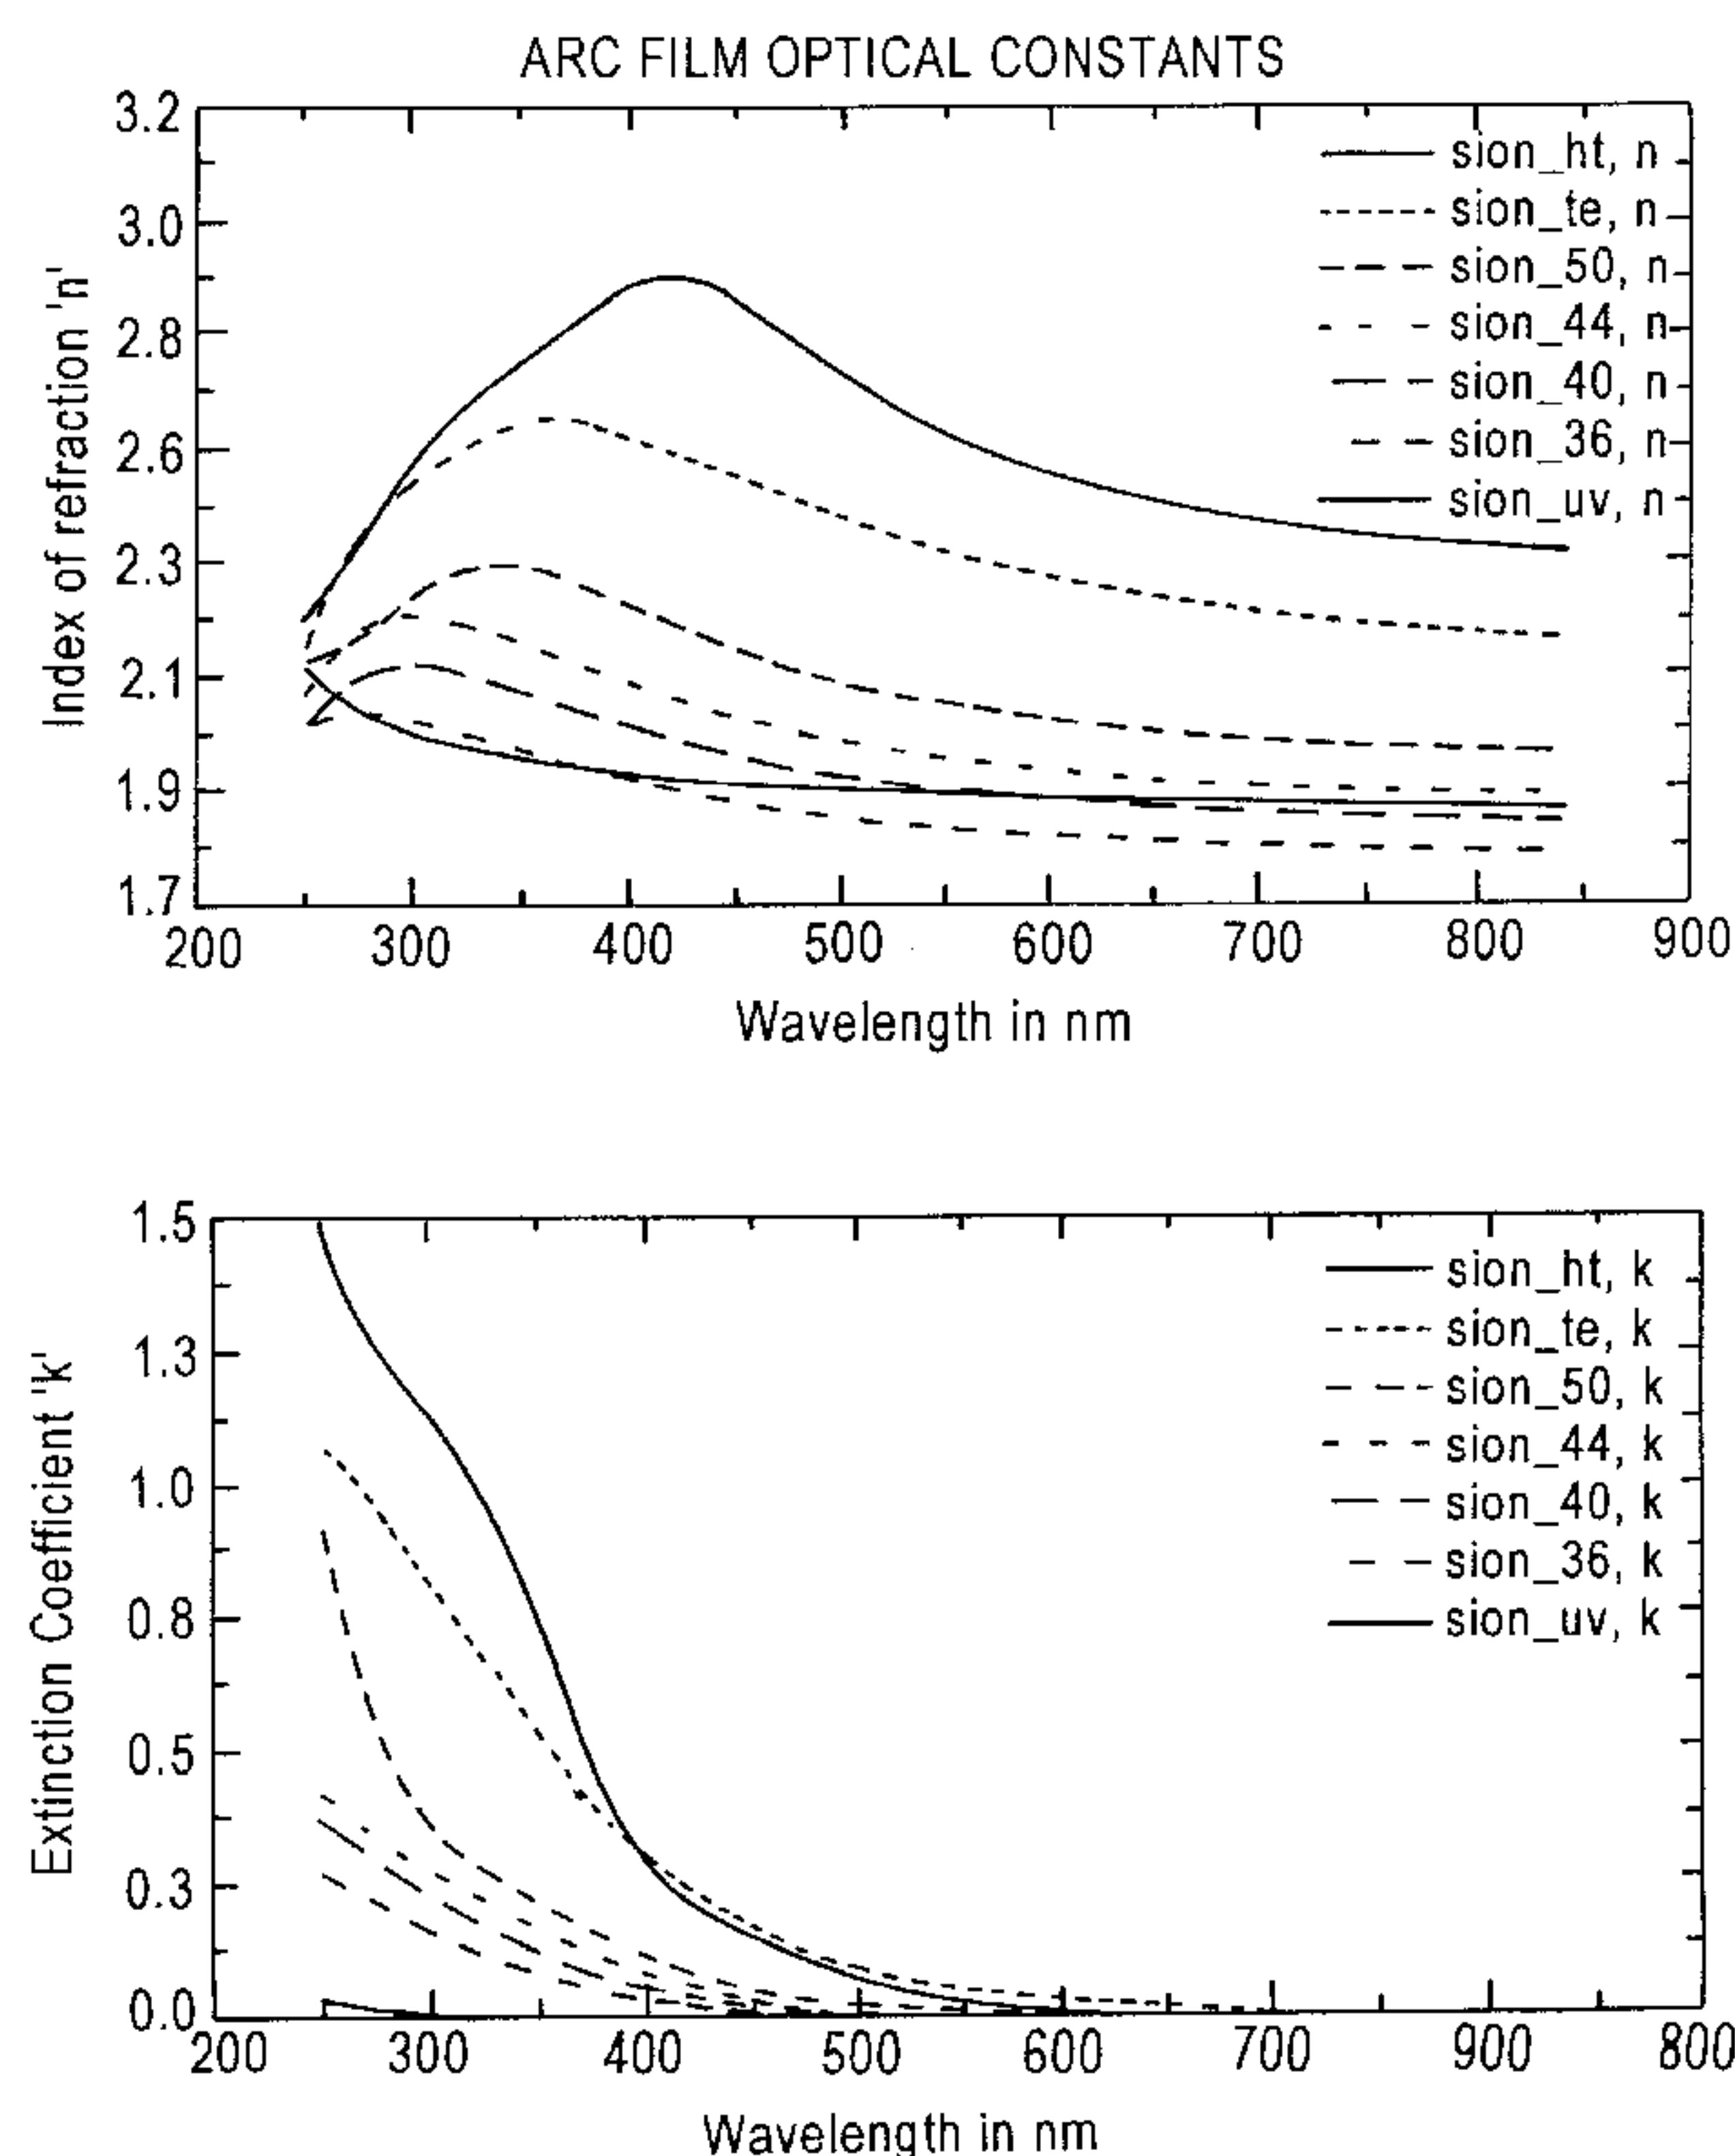 ARC FILM OPTICAL CONSTANTS
3.2
3.0
2.8
2.6
2.3
2.1
1.9
1.7
Index of refraction 'n'
sion_ht, n
sion_te, n
sion_50, n
sion_44, n
sion_40, n
sion_36, n
sion_uv, n
200 300 400 500 600 700 800 900
Wavelength in nm
1.5
1.3
1.0
0.8
0.5
0.3
0.0
Extinction Coefficient 'k'
sion_ht, k
sion_te, k
sion_50, k
sion_44, k
sion_40, k
sion_36, k
sion_uv, k
200 300 400 500 600 700 900 800
Wavelength in nm